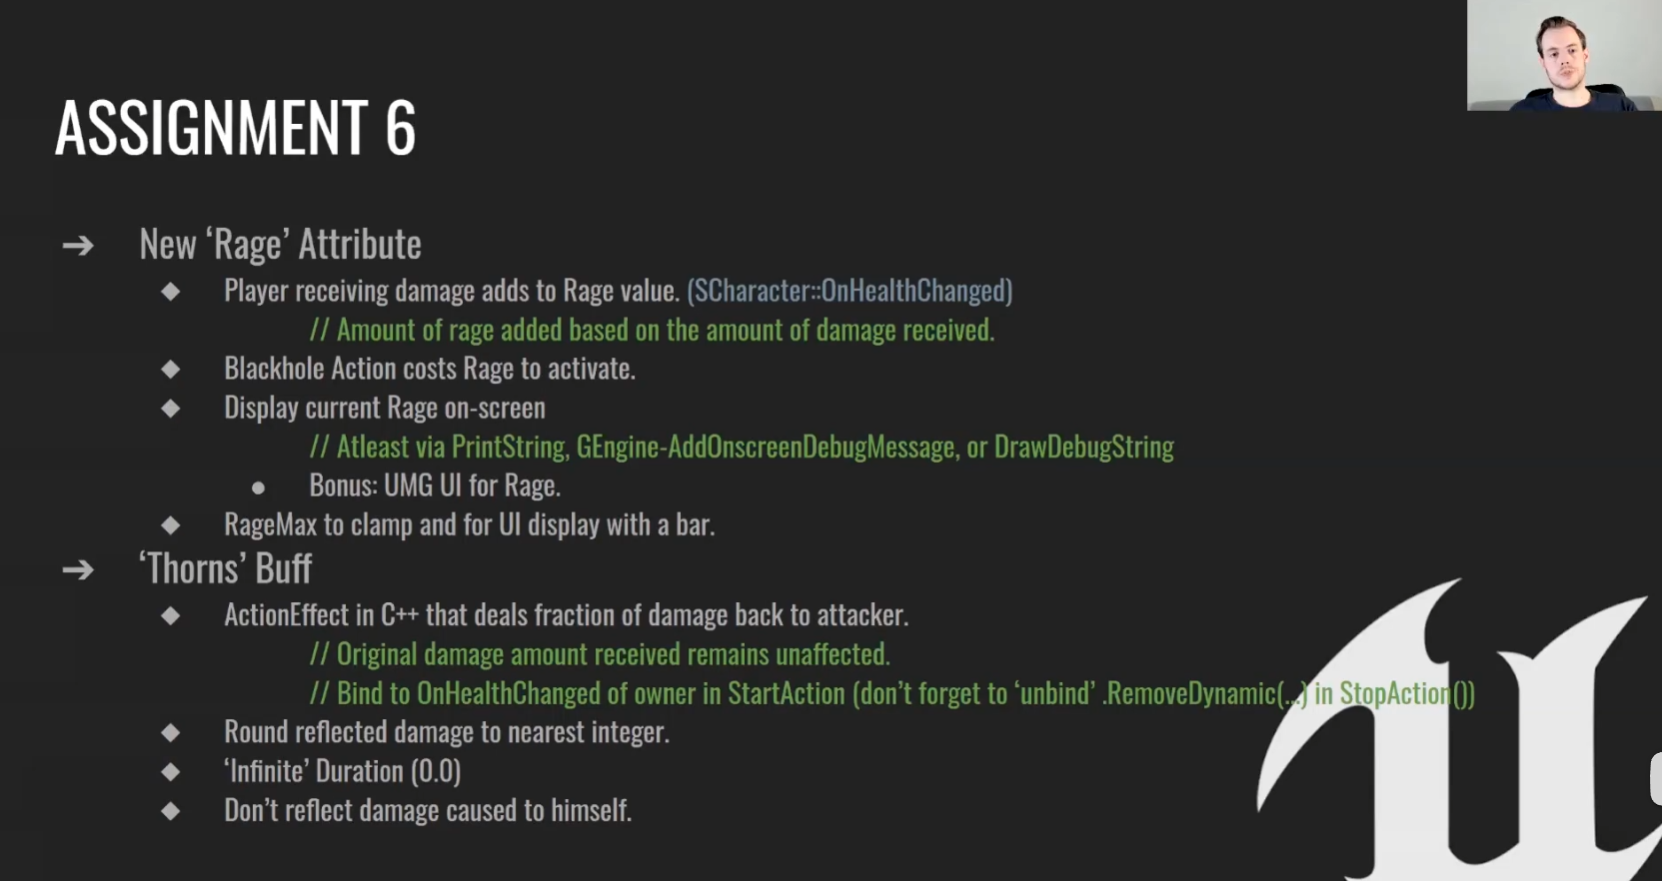 ASSIGNMENT 6
➔ New ‘Rage’ Attribute
◆ Player receiving damage adds to Rage value. (SCharacter::OnHealthChanged)
// Amount of rage added based on the amount of damage received.
◆ Blackhole Action costs Rage to activate.
◆ Display current Rage on-screen
// Atleast via PrintString, GEngine-AddOnscreenDebugMessage, or DrawDebugString
● Bonus: UMG UI for Rage.
◆ RageMax to clamp and for UI display with a bar.
➔ ‘Thorns’ Buff
◆ ActionEffect in C++ that deals fraction of damage back to attacker.
// Original damage amount received remains unaffected.
// Bind to OnHealthChanged of owner in StartAction (don’t forget to ‘unbind’ .RemoveDynamic(...) in StopAction())
◆ Round reflected damage to nearest integer.
◆ ‘Infinite’ Duration (0.0)
◆ Don’t reflect damage caused to himself.